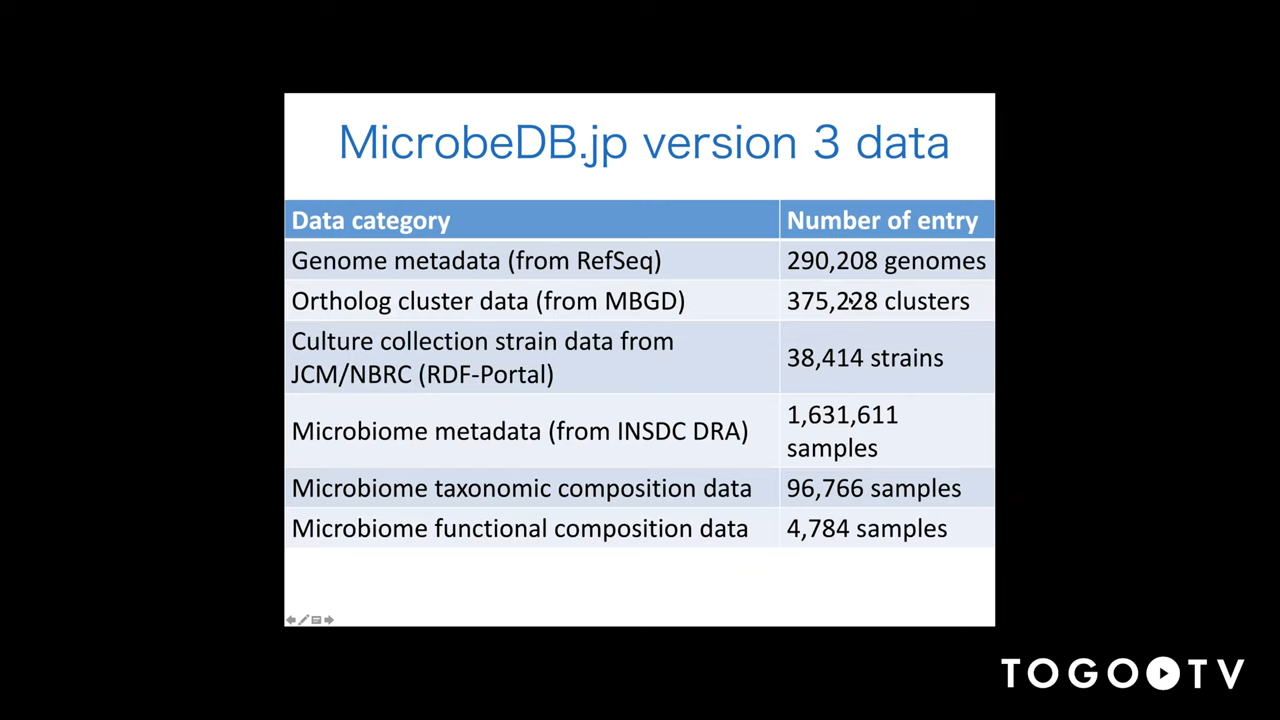 MicrobeDB.jp version 3 data
Data category Number of entry
Genome metadata (from RefSeq) 290,208 genomes
Ortholog cluster data (from MBGD) 375,228 clusters
Culture collection strain data from
JCM/NBRC (RDF-Portal)
38,414 strains
Microbiome metadata (from INSDC DRA)
1,631,611
samples
Microbiome taxonomic composition data 96,766 samples
Microbiome functional composition data 4,784 samples
TOGO TV